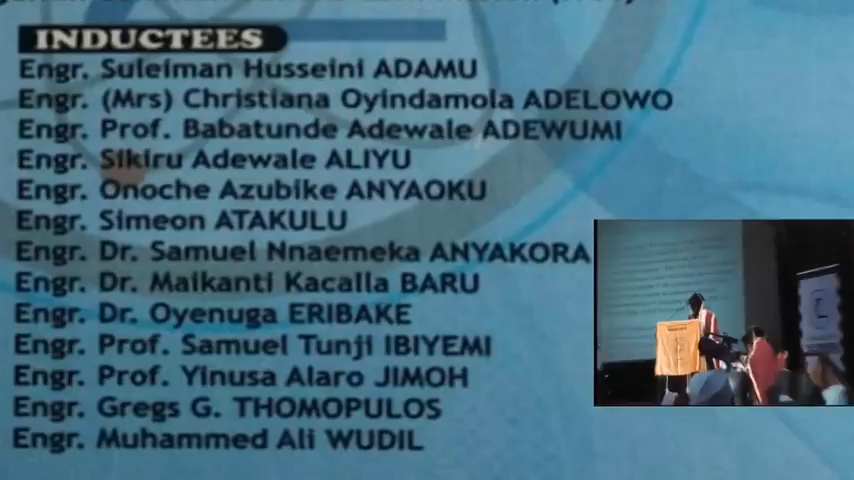 INDUCTEES
Engr. Suleiman Husseini ADAMU
Engr. (Mrs) Christiana Oyindamola ADELOWO
Engr. Prof. Babatunde Adewale ADEWUMI
Engr. Sikiru Adewale ALIYU
Engr. Onoche Azubike ANYAOKU
Engr. Simeon ATAKULU
Engr. Dr. Samuel Nnaemeka ANYAKORA
Engr. Dr. Maikanti Kacalla BARU
Engr. Dr. Oyenuga ERIBAKE
Engr. Prof. Samuel Tunji IBIYEMI
Engr. Prof. Yinusa Alaro JIMOH
Engr. Gregs G. THOMOPULOS
Engr. Muhammed Ali WUDIL